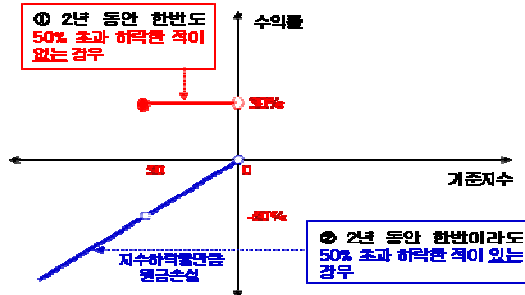 ① 2년 동안 한번도
50% 초과 하락한 적이
없는 경우
수익률
0
기준지수
지수하락률만큼
원금손실
② 2년 동안 한번이라도
50% 초과 하락한 적이 있는
경우